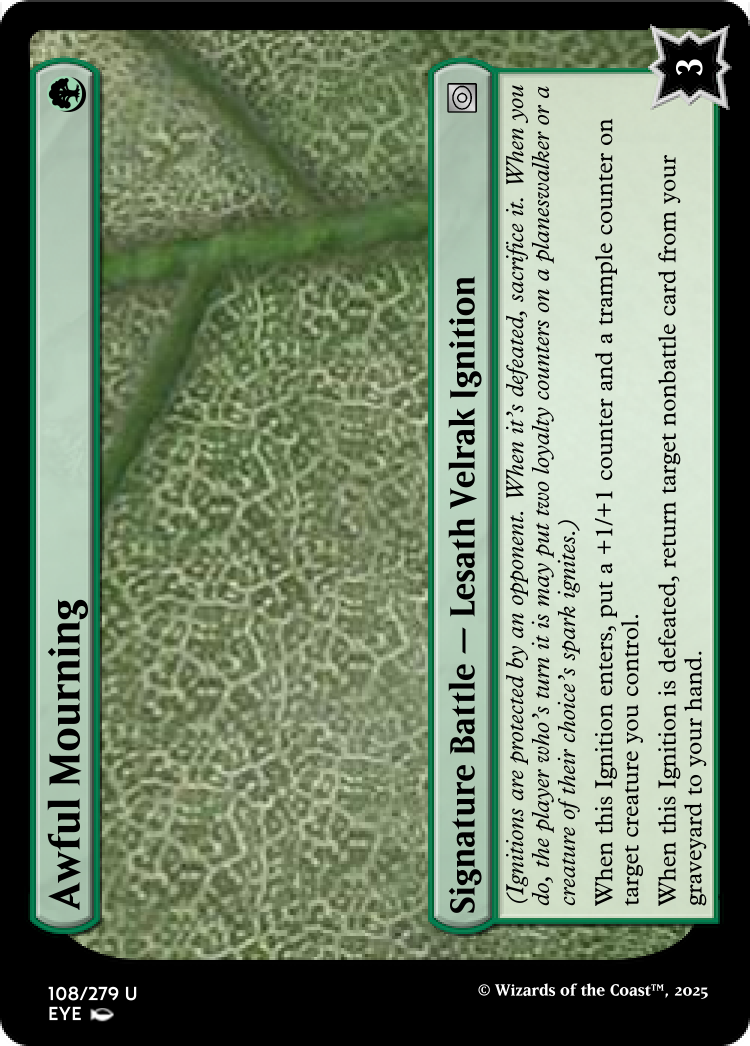 Awful Mourning
Signature Battle — Lesath Velrak Ignition
3
(Ignitions are protected by an opponent. When it's defeated, sacrifice it. When you
do, the player who's turn it is may put two loyalty counters on a planeswalker or a
creature of their choice's spark ignites.)
When this Ignition enters, put a +1/+1 counter and a trample counter on
target creature you control.
When this Ignition is defeated, return target nonbattle card from your
graveyard to your hand.
108/279 U
EYE
© Wizards of the Coast™, 2025